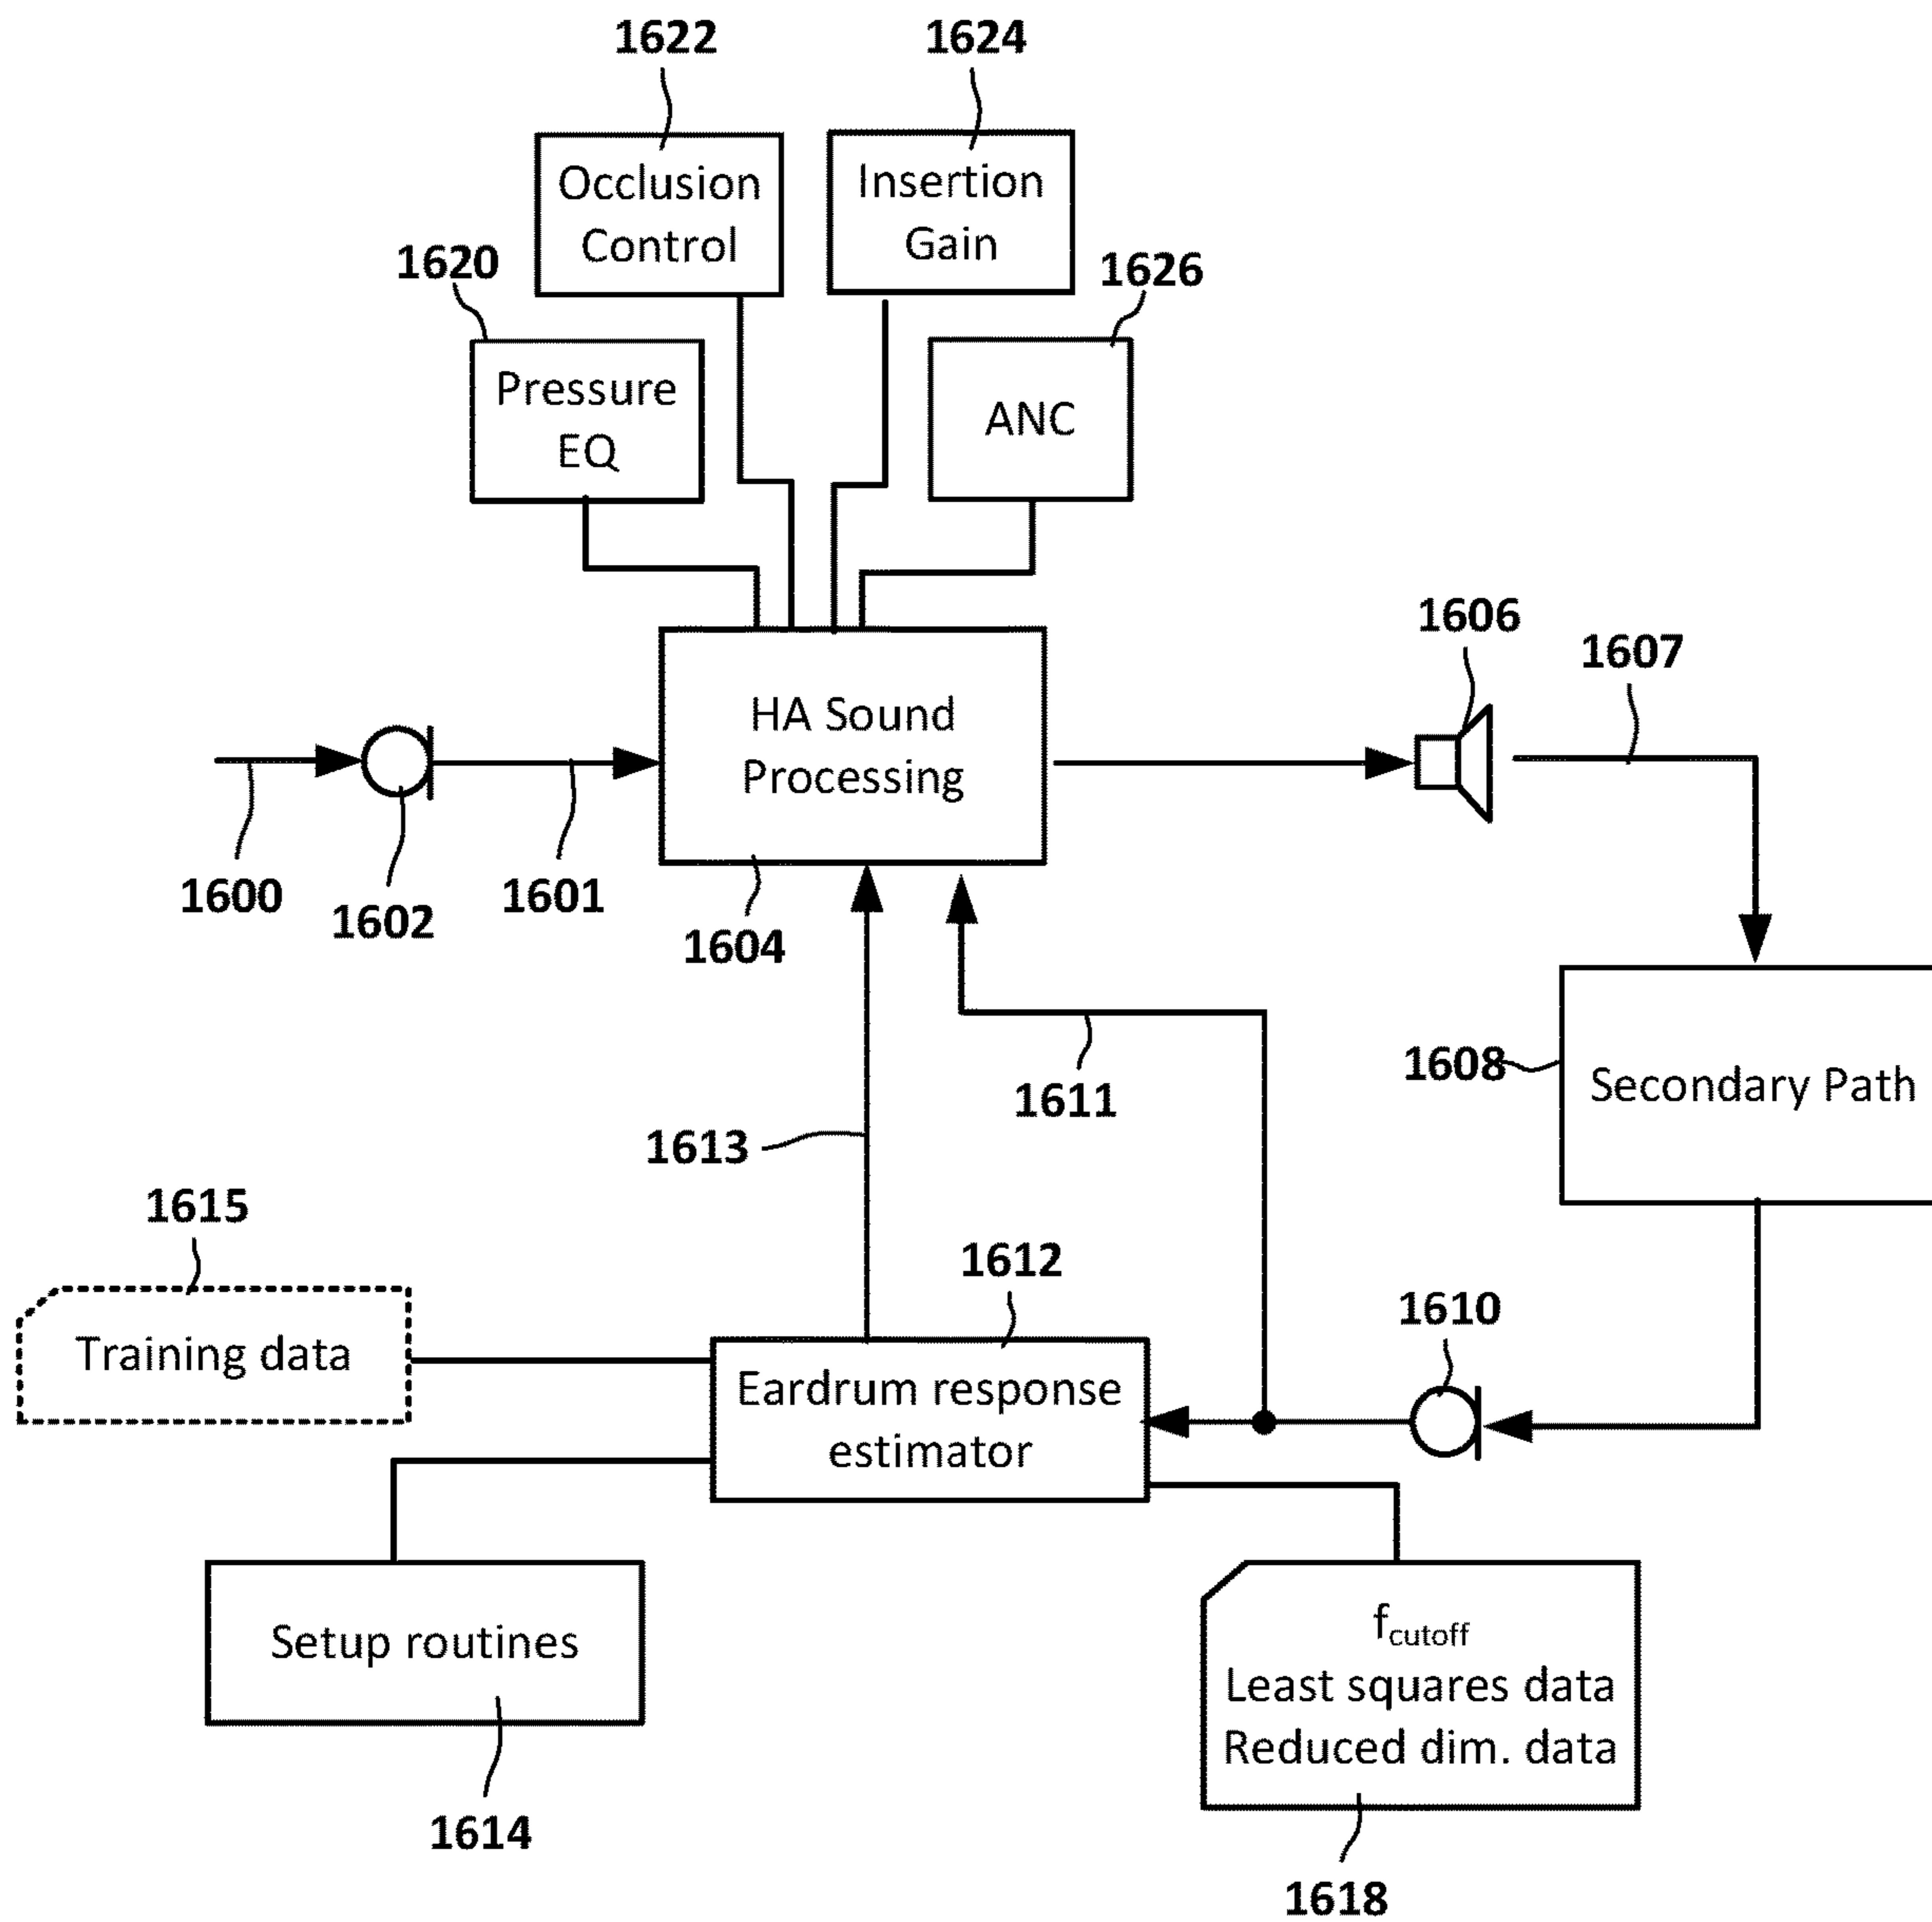 1622
1624
Occlusion
Control
Insertion
Gain
1620
1626
Pressure
EQ
ANC
1606
1607
HA Sound
Processing
1600
1602
1601
1604
1608
Secondary Path
1611
1613
1615
1612
1610
Training data
Eardrum response
estimator
Setup routines
fcutoff
Least squares data
Reduced dim. data
1614
1618